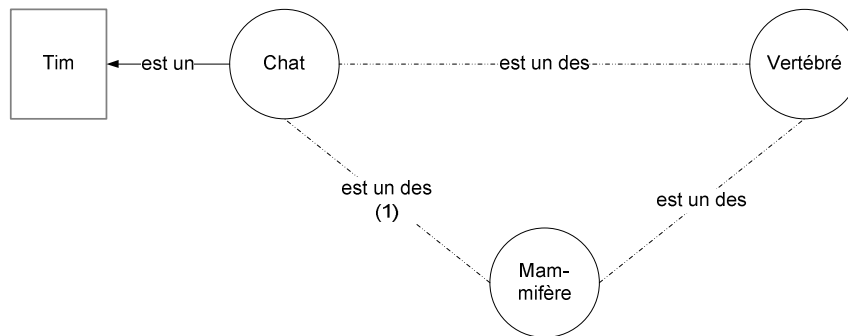 Tim
est un
Chat
est un des
Vertébré
est un des
(1)
est un des
Mam-
mifère